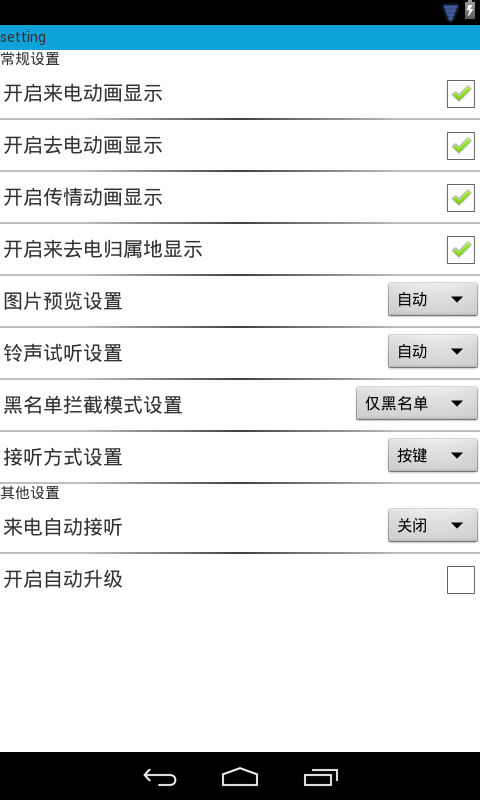 setting
常规设置
开启来电动画显示
开启去电动画显示
开启传情动画显示
开启来去电归属地显示
图片预览设置 自动
铃声试听设置 自动
黑名单拦截模式设置 仅黑名单
接听方式设置 按键
其他设置
来电自动接听 关闭
开启自动升级